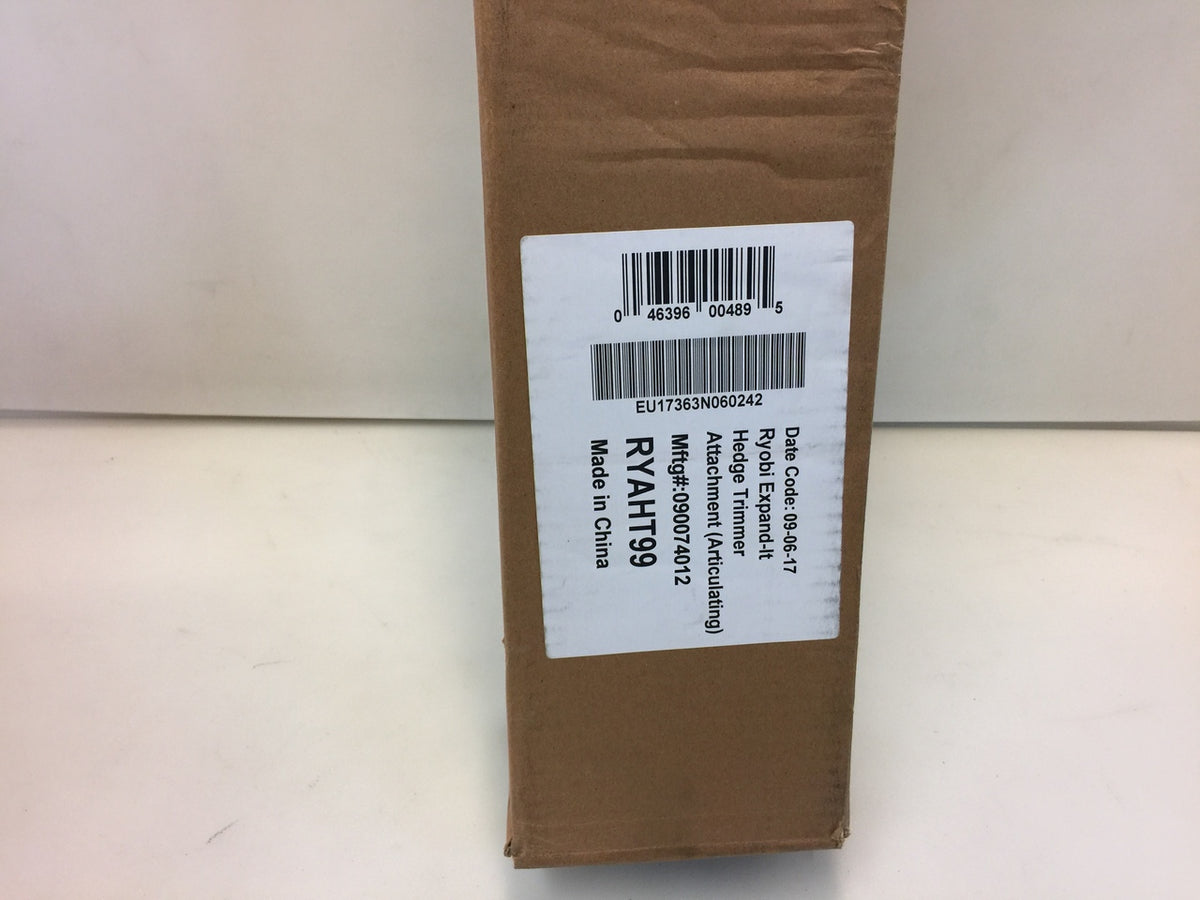 0 46396 00489 5
EU17363N060242
Date Code: 09-06-17
Ryobi Expand-It
Hedge Trimmer
Attachment (Articulating)
Mftg#:090074012
RYAHT99
Made in China